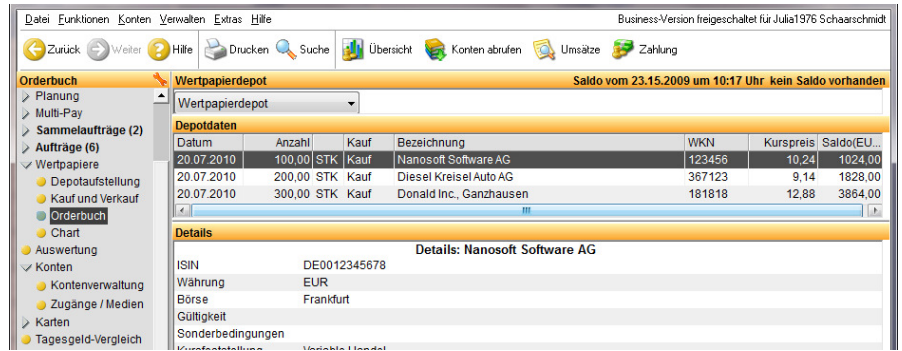 Datei Funktionen Konten Verwalten Extras Hilfe Business-Version freigeschaltet für Julia1976 Schaarschmidt
Zurück Weiter Hilfe Drucken Suche Übersicht Konten abrufen Umsätze Zahlung
Orderbuch
Planung
Multi-Pay
Sammelaufträge (2)
Aufträge (6)
Wertpapiere
Depotaufstellung
Kauf und Verkauf
Orderbuch
Chart
Auswertung
Konten
Kontenverwaltung
Zugänge / Medien
Karten
Tagesgeld-Vergleich
Wertpapierdepot Saldo vom 23.15.2009 um 10:17 Uhr kein Saldo vorhanden
Wertpapierdepot
Depotdaten
Datum Anzahl Kauf Bezeichnung WKN Kurspreis Saldo(EU...
20.07.2010 100,00 STK Kauf Nanosoft Software AG 123456 10,24 1024,00
20.07.2010 200,00 STK Kauf Diesel Kreisel Auto AG 367123 9,14 1828,00
20.07.2010 300,00 STK Kauf Donald Inc., Ganzhausen 181818 12,88 3864,00
Details
Details: Nanosoft Software AG
ISIN DE0012345678
Währung EUR
Börse Frankfurt
Gültigkeit
Sonderbedingungen
Kursfeststellung Variable Handel